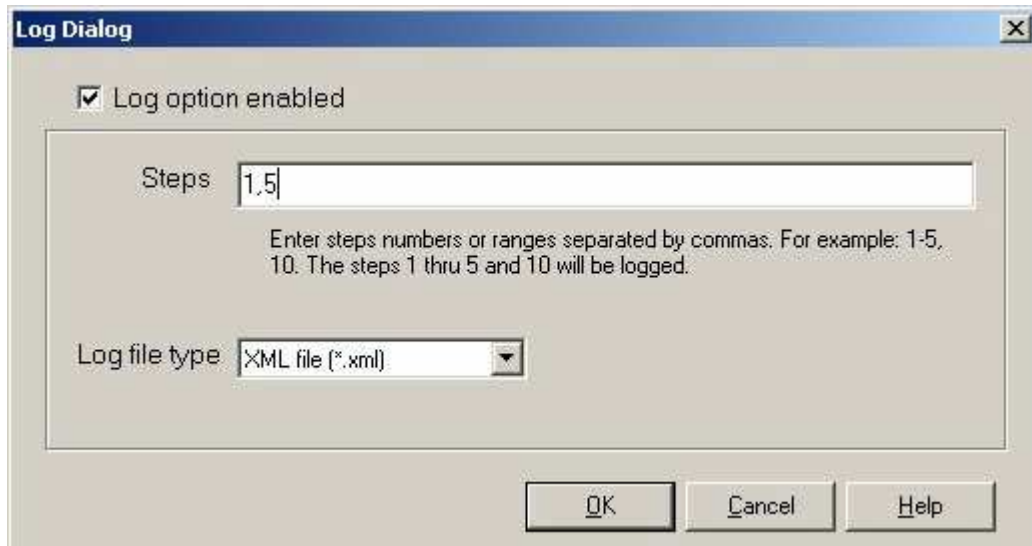 Log Dialog
Log option enabled
Steps 1,5
Enter steps numbers or ranges separated by commas. For example: 1-5,
10. The steps 1 thru 5 and 10 will be logged.
Log file type XML file (*.xml)
OK Cancel Help